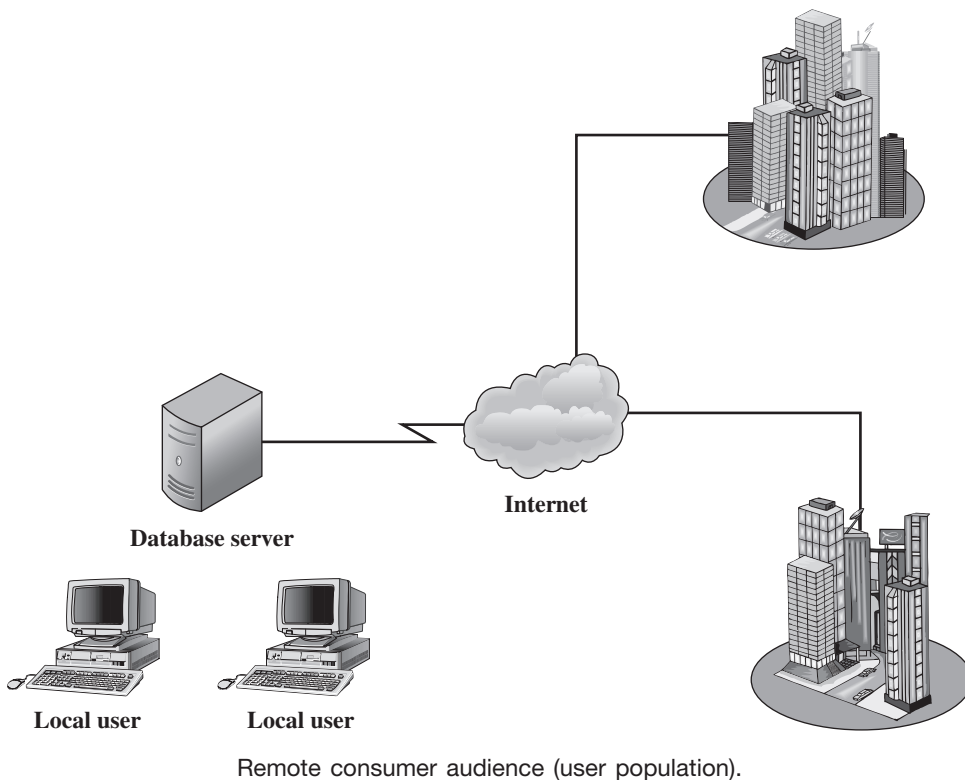 Internet
Database server
Local user
Local user
Remote consumer audience (user population).